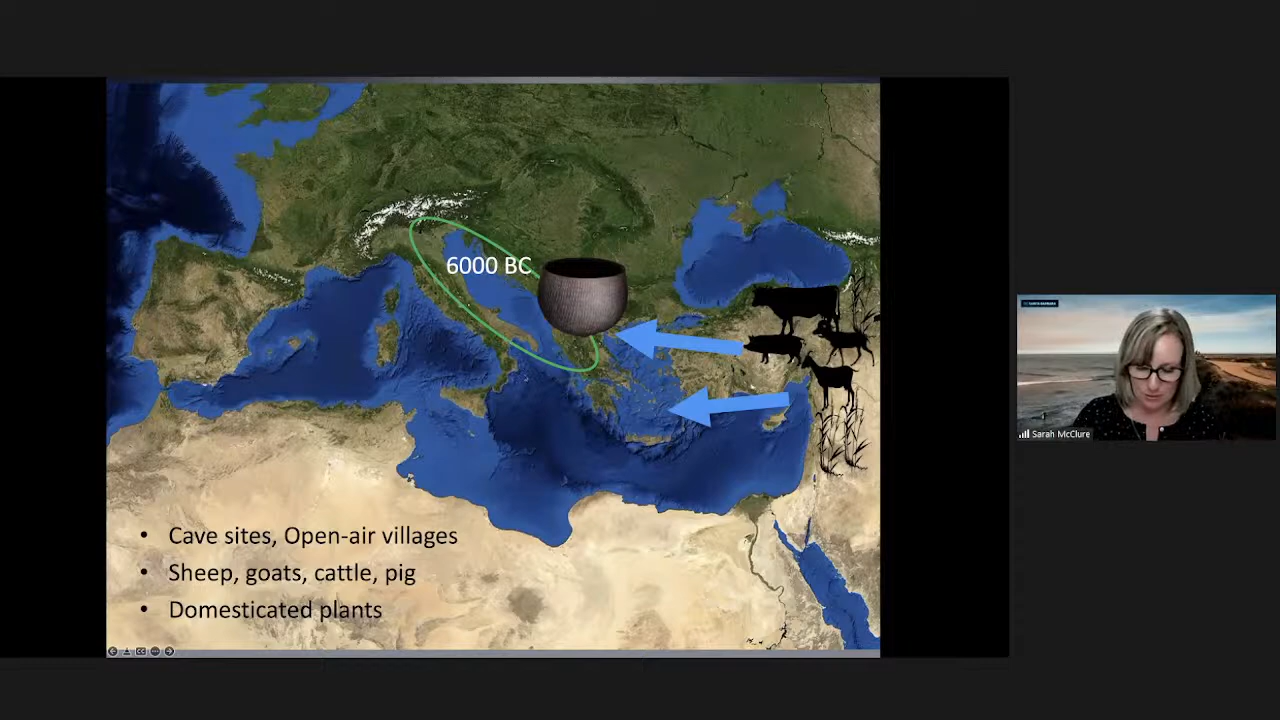 6000 BC
• Cave sites, Open-air villages
• Sheep, goats, cattle, pig
• Domesticated plants
Sarah McClure